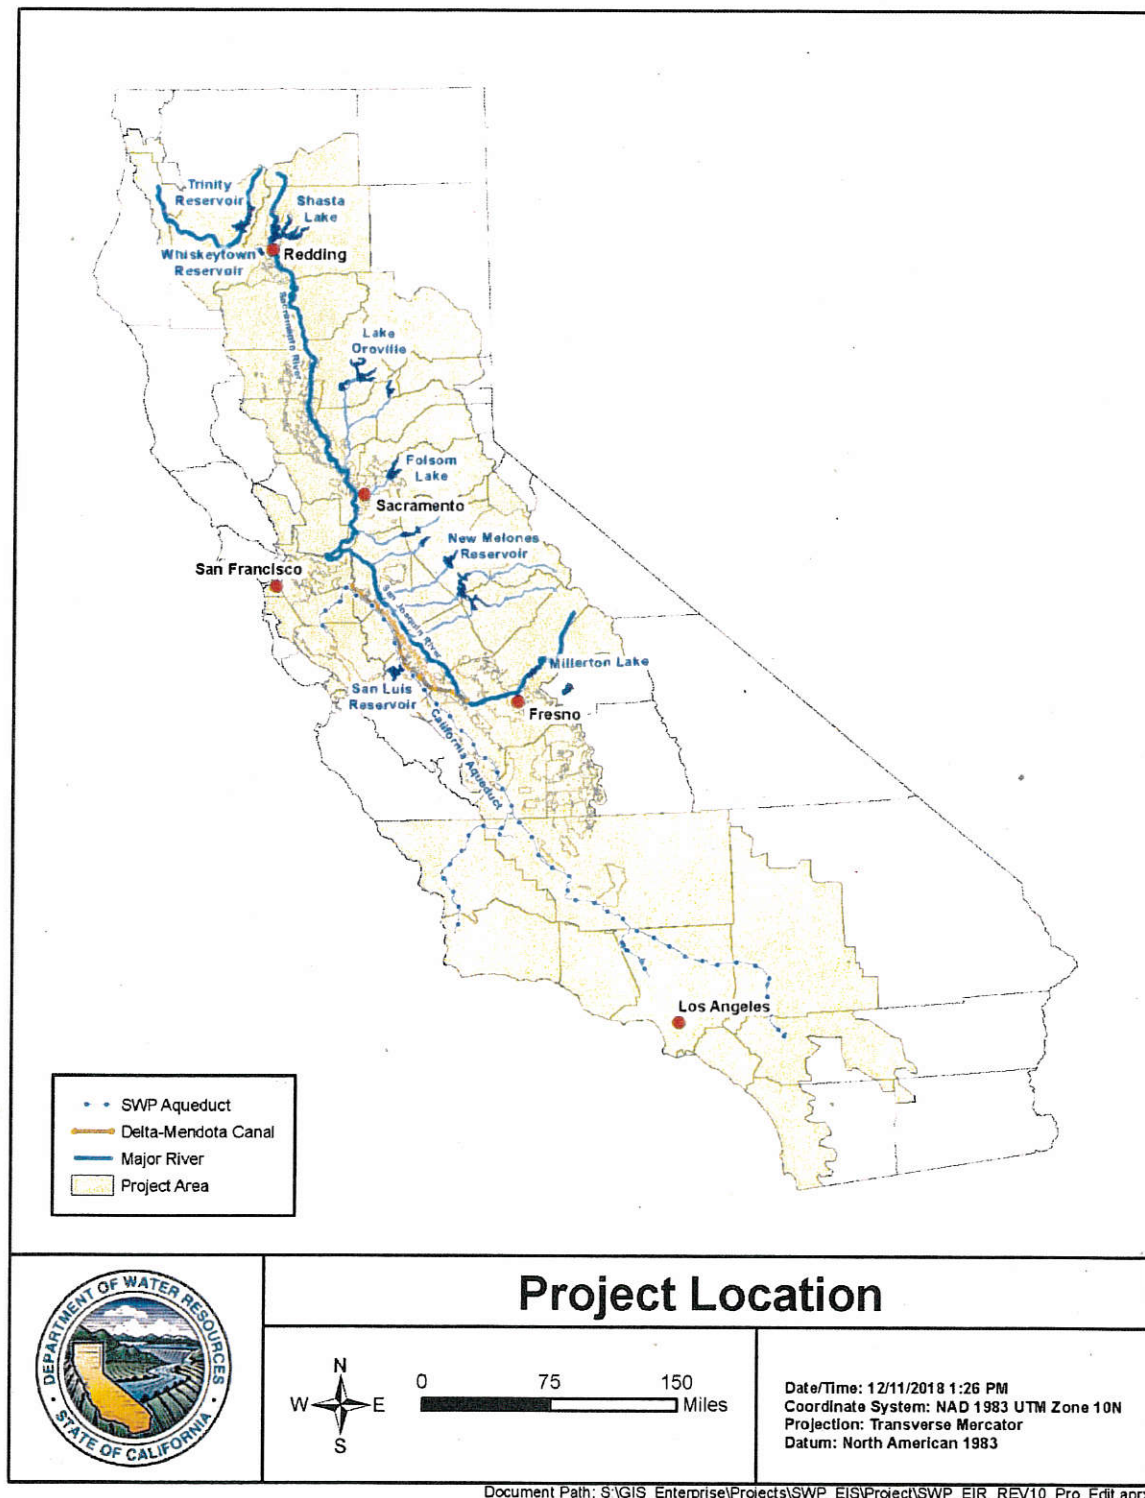 Trinity
Reservoir
Shasta
Lake
Whiskeytown
Reservoir
Redding
Sacramento River
Lake
Oroville
Folsom
Lake
Sacramento
New Melones
Reservoir
San Francisco
San Joaquin River
Millerton Lake
San Luis
Reservoir
Fresno
California Aqueduct
Los Angeles
SWP Aqueduct
Delta-Mendota Canal
Major River
Project Area
DEPARTMENT OF WATER RESOURCES
STATE OF CALIFORNIA
Project Location
N
W E
S
0 75 150
Miles
Date/Time: 12/11/2018 1:26 PM
Coordinate System: NAD 1983 UTM Zone 10N
Projection: Transverse Mercator
Datum: North American 1983
Document Path: S:\GIS_Enterprise\Projects\SWP_EIS\Project\SWP_EIR_REV10_Pro_Edit.aprx